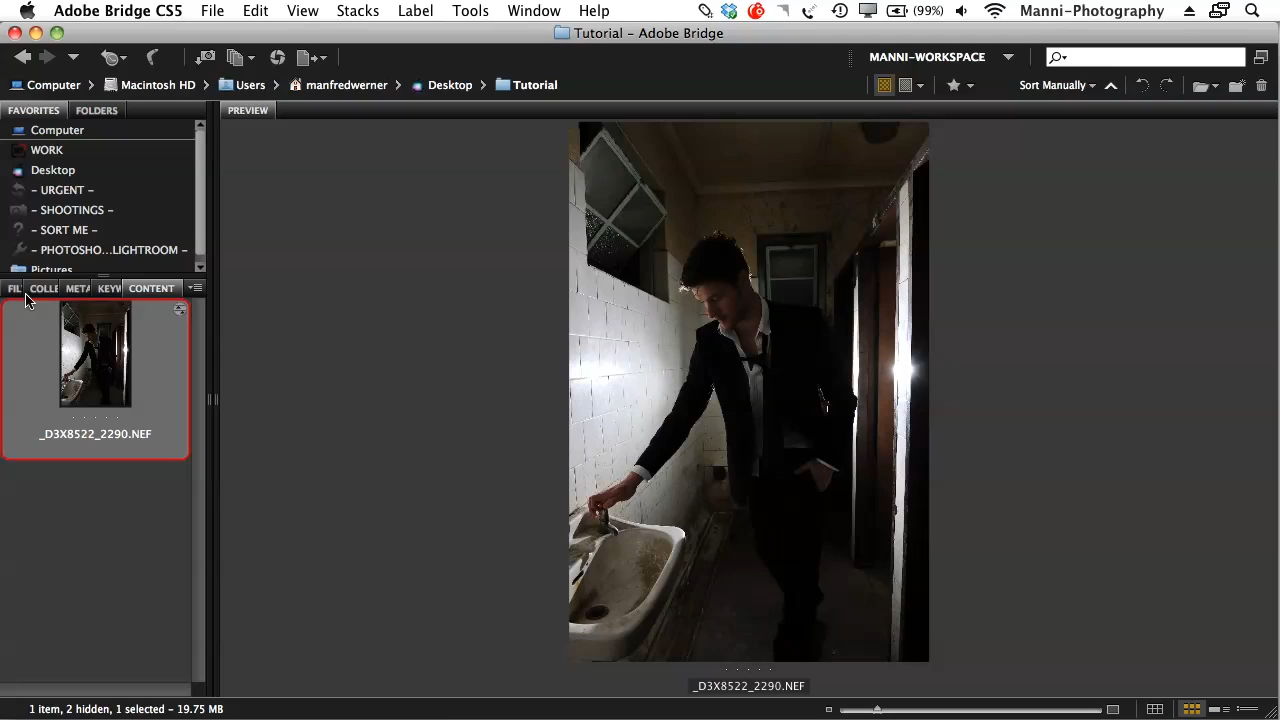 Adobe Bridge CS5 File Edit View Stacks Label Tools Window Help (99%) Manni-Photography
Tutorial – Adobe Bridge
MANNI-WORKSPACE
Computer Macintosh HD Users manfredwerner Desktop Tutorial Sort Manually
FAVORITES FOLDERS PREVIEW
Computer
WORK
Desktop
- URGENT -
- SHOOTINGS -
- SORT ME -
- PHOTOSHO...LIGHTROOM -
Pictures
FIL COLLE META KEYW CONTENT
_D3X8522_2290.NEF
_D3X8522_2290.NEF
1 item, 2 hidden, 1 selected - 19.75 MB